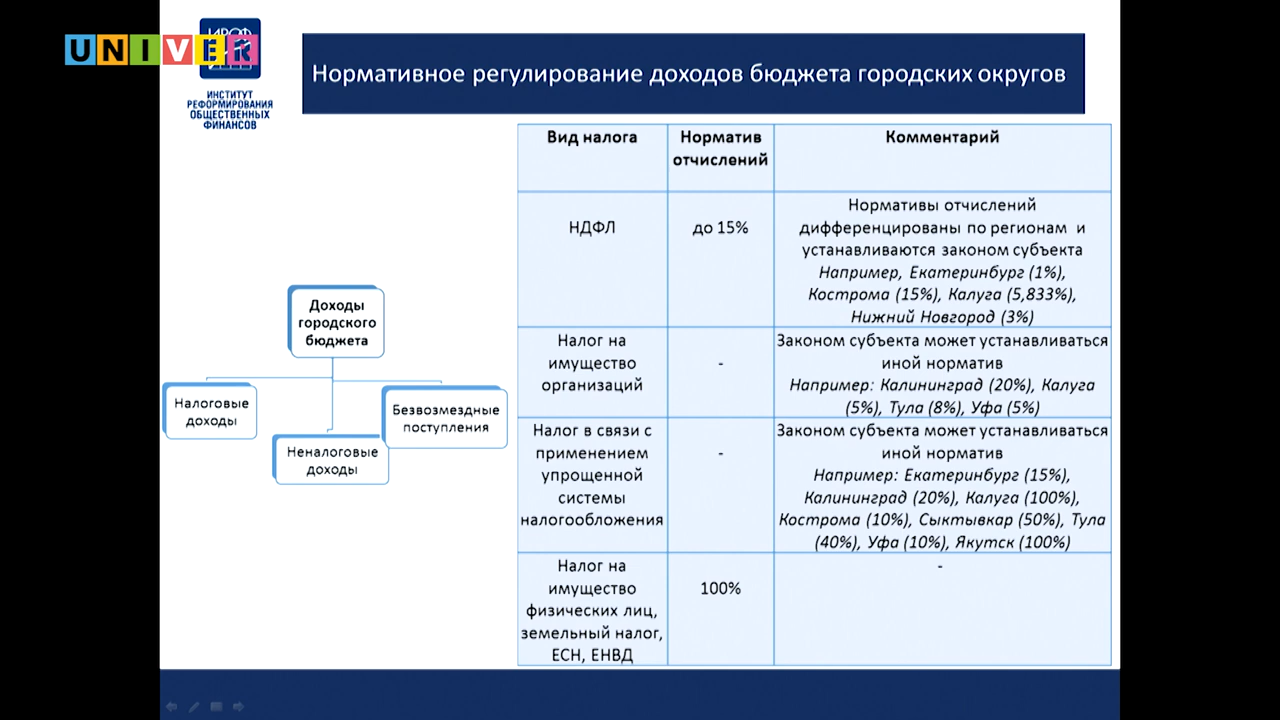 UNIVER
ИНСТИТУТ
РЕФОРМИРОВАНИЯ
ОБЩЕСТВЕННЫХ
ФИНАНСОВ
Нормативное регулирование доходов бюджета городских округов
Доходы
городского
бюджета
Налоговые
доходы
Неналоговые
доходы
Безвозмездные
поступления
Вид налога
Норматив
отчислений
Комментарий
НДФЛ
до 15%
Нормативы отчислений
дифференцированы по регионам и
устанавливаются законом субъекта
Например, Екатеринбург (1%),
Кострома (15%), Калуга (5,833%),
Нижний Новгород (3%)
Налог на
имущество
организаций
-
Законом субъекта может устанавливаться
иной норматив
Например: Калининград (20%), Калуга
(5%), Тула (8%), Уфа (5%)
Налог в связи с
применением
упрощенной
системы
налогообложения
-
Законом субъекта может устанавливаться
иной норматив
Например: Екатеринбург (15%),
Калининград (20%), Калуга (100%),
Кострома (10%), Сыктывкар (50%), Тула
(40%), Уфа (10%), Якутск (100%)
Налог на
имущество
физических лиц,
земельный налог,
ЕСН, ЕНВД
100%
-